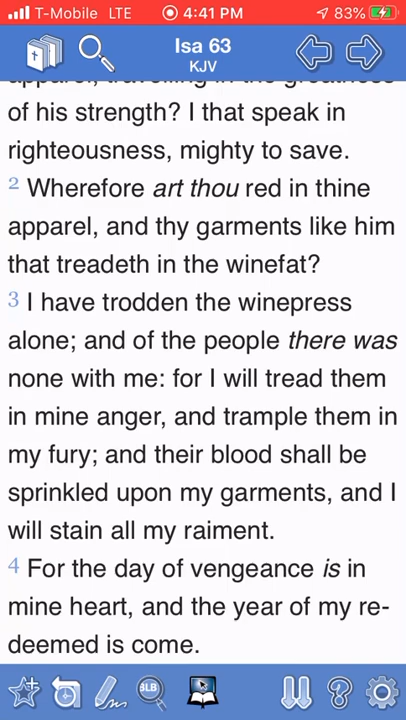 T-Mobile LTE 4:41 PM 83%
Isa 63
KJV
apparel, travelling in the greatness
of his strength? I that speak in
righteousness, mighty to save.
2 Wherefore art thou red in thine
apparel, and thy garments like him
that treadeth in the winefat?
3 I have trodden the winepress
alone; and of the people there was
none with me: for I will tread them
in mine anger, and trample them in
my fury; and their blood shall be
sprinkled upon my garments, and I
will stain all my raiment.
4 For the day of vengeance is in
mine heart, and the year of my re-
deemed is come.
BLB